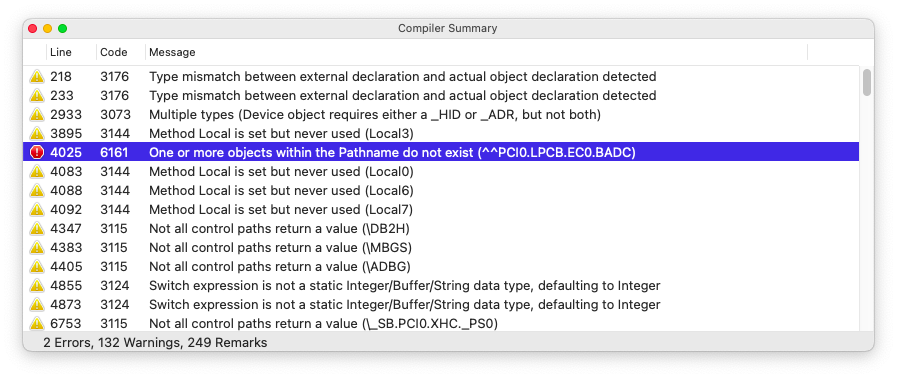 Compiler Summary
Line Code Message
218 3176 Type mismatch between external declaration and actual object declaration detected
233 3176 Type mismatch between external declaration and actual object declaration detected
2933 3073 Multiple types (Device object requires either a _HID or _ADR, but not both)
3895 3144 Method Local is set but never used (Local3)
4025 6161 One or more objects within the Pathname do not exist (^^PCI0.LPCB.EC0.BADC)
4083 3144 Method Local is set but never used (Local0)
4088 3144 Method Local is set but never used (Local6)
4092 3144 Method Local is set but never used (Local7)
4347 3115 Not all control paths return a value (\DB2H)
4383 3115 Not all control paths return a value (\MBGS)
4405 3115 Not all control paths return a value (\ADBG)
4855 3124 Switch expression is not a static Integer/Buffer/String data type, defaulting to Integer
4873 3124 Switch expression is not a static Integer/Buffer/String data type, defaulting to Integer
6753 3115 Not all control paths return a value (\_SB.PCI0.XHC._PS0)
2 Errors, 132 Warnings, 249 Remarks